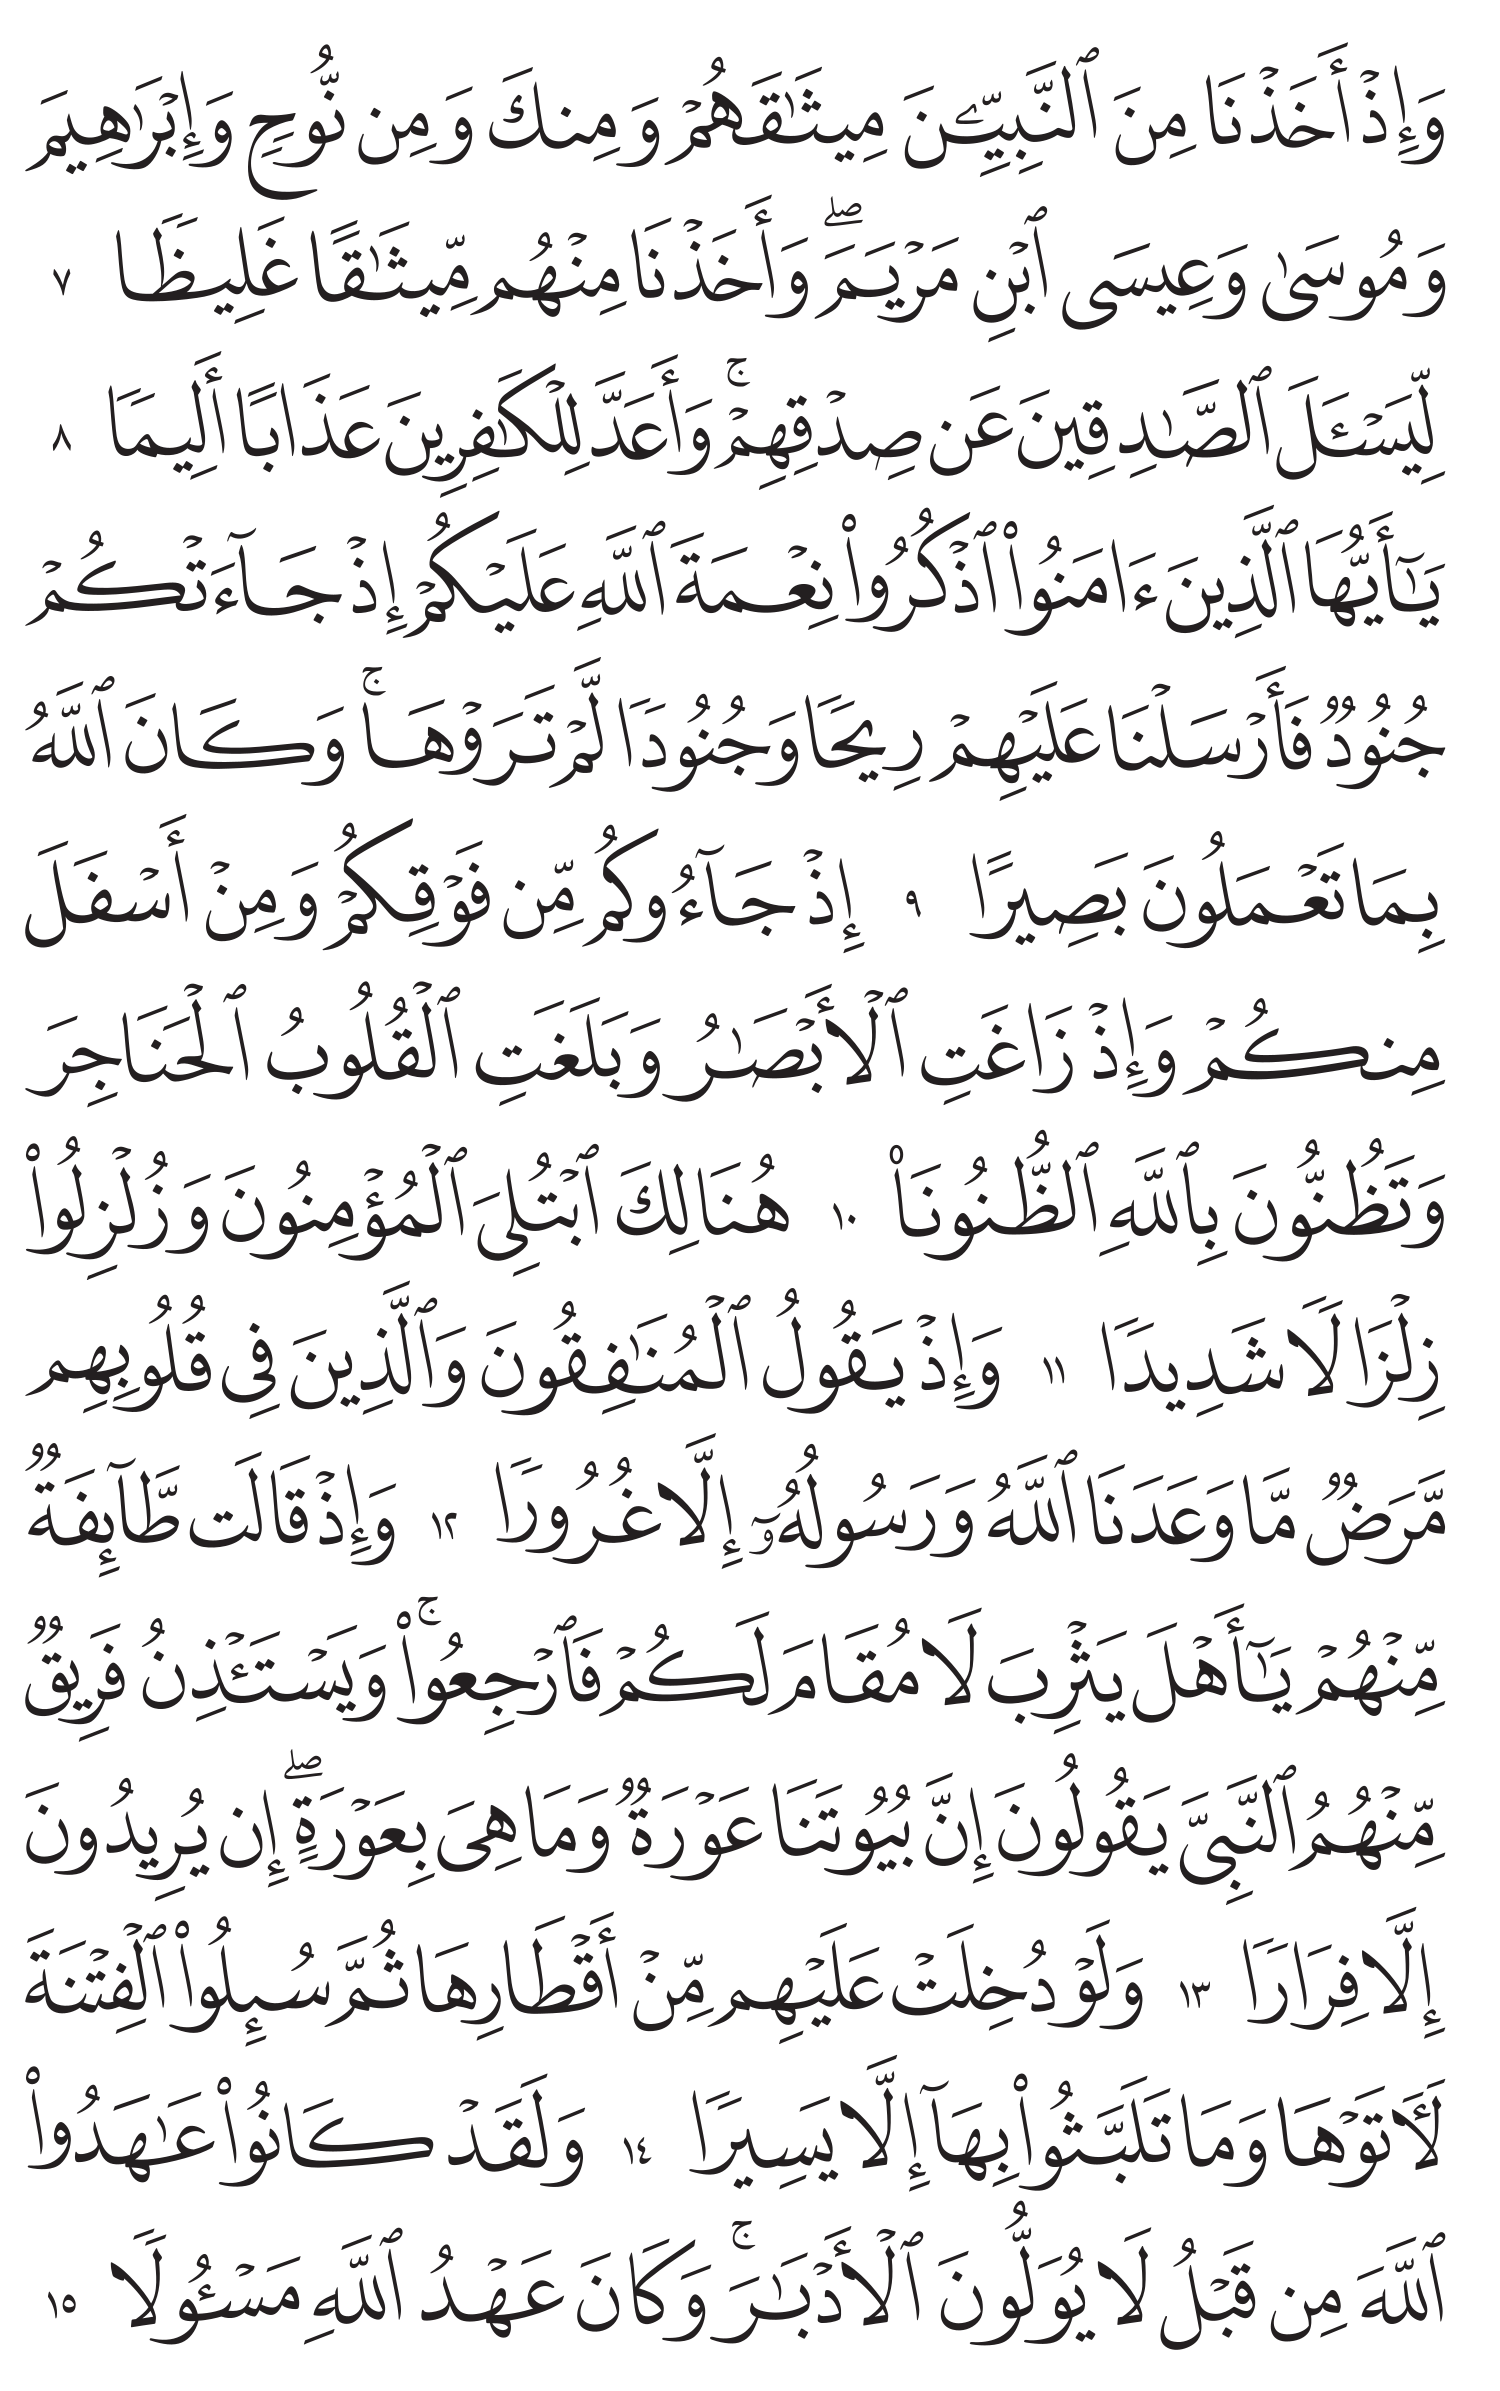 وَإِذْ أَخَذْنَا مِنَ ٱلنَّبِيِّـۧنَ مِيثَـٰقَهُمْ وَمِنكَ وَمِن نُّوحٍ وَإِبْرَٰهِيمَ
وَمُوسَىٰ وَعِيسَى ٱبْنِ مَرْيَمَ ۖ وَأَخَذْنَا مِنْهُم مِّيثَـٰقًا غَلِيظًا ٧
لِّيَسْـَٔلَ ٱلصَّـٰدِقِينَ عَن صِدْقِهِمْ ۚ وَأَعَدَّ لِلْكَـٰفِرِينَ عَذَابًا أَلِيمًا ٨
يَـٰٓأَيُّهَا ٱلَّذِينَ ءَامَنُوا۟ ٱذْكُرُوا۟ نِعْمَةَ ٱللَّهِ عَلَيْكُمْ إِذْ جَآءَتْكُمْ
جُنُودٌ فَأَرْسَلْنَا عَلَيْهِمْ رِيحًا وَجُنُودًا لَّمْ تَرَوْهَا ۚ وَكَانَ ٱللَّهُ
بِمَا تَعْمَلُونَ بَصِيرًا ٩ إِذْ جَآءُوكُم مِّن فَوْقِكُمْ وَمِنْ أَسْفَلَ
مِنكُمْ وَإِذْ زَاغَتِ ٱلْأَبْصَـٰرُ وَبَلَغَتِ ٱلْقُلُوبُ ٱلْحَنَاجِرَ
وَتَظُنُّونَ بِٱللَّهِ ٱلظُّنُونَا۠ ١٠ هُنَالِكَ ٱبْتُلِىَ ٱلْمُؤْمِنُونَ وَزُلْزِلُوا۟
زِلْزَالًا شَدِيدًا ١١ وَإِذْ يَقُولُ ٱلْمُنَـٰفِقُونَ وَٱلَّذِينَ فِى قُلُوبِهِم
مَّرَضٌ مَّا وَعَدَنَا ٱللَّهُ وَرَسُولُهُۥٓ إِلَّا غُرُورًا ١٢ وَإِذْ قَالَت طَّآئِفَةٌ
مِّنْهُمْ يَـٰٓأَهْلَ يَثْرِبَ لَا مُقَامَ لَكُمْ فَٱرْجِعُوا۟ ۚ وَيَسْتَـْٔذِنُ فَرِيقٌ
مِّنْهُمُ ٱلنَّبِىَّ يَقُولُونَ إِنَّ بُيُوتَنَا عَوْرَةٌ وَمَا هِىَ بِعَوْرَةٍ ۖ إِن يُرِيدُونَ
إِلَّا فِرَارًا ١٣ وَلَوْ دُخِلَتْ عَلَيْهِم مِّنْ أَقْطَارِهَا ثُمَّ سُئِلُوا۟ ٱلْفِتْنَةَ
لَـَٔاتَوْهَا وَمَا تَلَبَّثُوا۟ بِهَآ إِلَّا يَسِيرًا ١٤ وَلَقَدْ كَانُوا۟ عَـٰهَدُوا۟
ٱللَّهَ مِن قَبْلُ لَا يُوَلُّونَ ٱلْأَدْبَـٰرَ ۚ وَكَانَ عَهْدُ ٱللَّهِ مَسْـُٔولًا ١٥